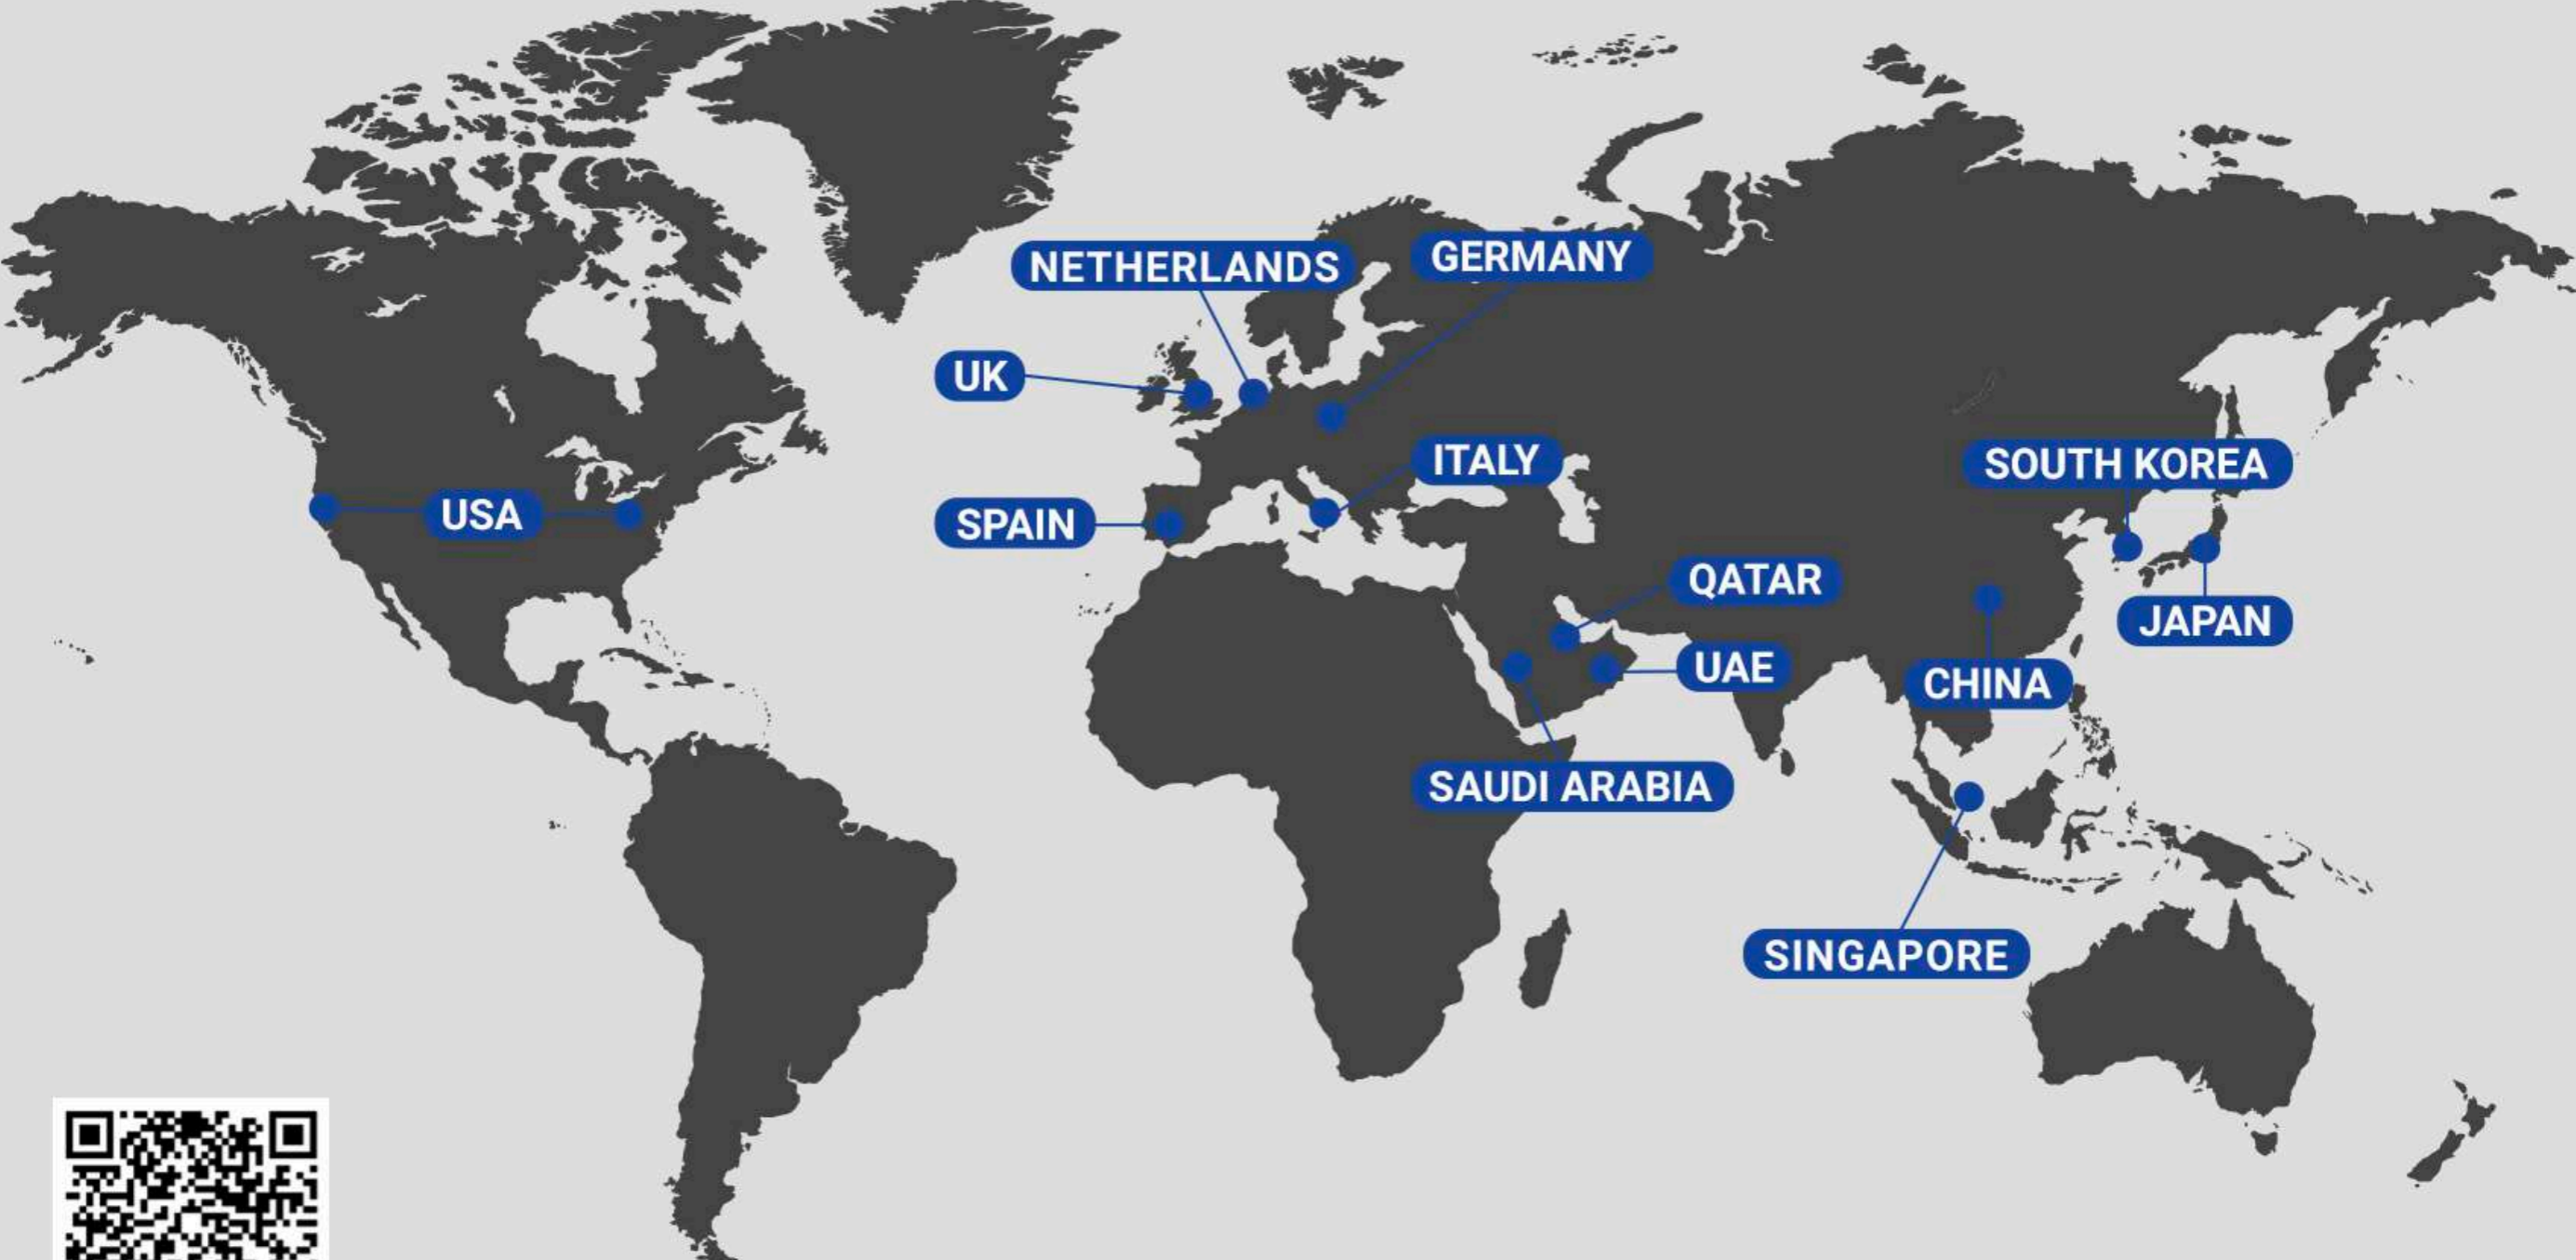 NETHERLANDS
GERMANY
UK
ITALY
SOUTH KOREA
USA
SPAIN
QATAR
JAPAN
UAE
CHINA
SAUDI ARABIA
SINGAPORE